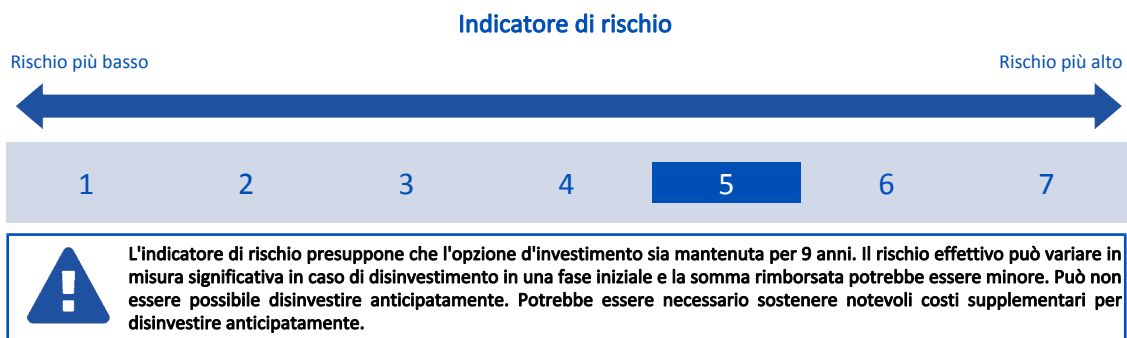 Indicatore di rischio
Rischio più basso Rischio più alto
1 2 3 4 5 6 7
L'indicatore di rischio presuppone che l'opzione d'investimento sia mantenuta per 9 anni. Il rischio effettivo può variare in
misura significativa in caso di disinvestimento in una fase iniziale e la somma rimborsata potrebbe essere minore. Può non
essere possibile disinvestire anticipatamente. Potrebbe essere necessario sostenere notevoli costi supplementari per
disinvestire anticipatamente.